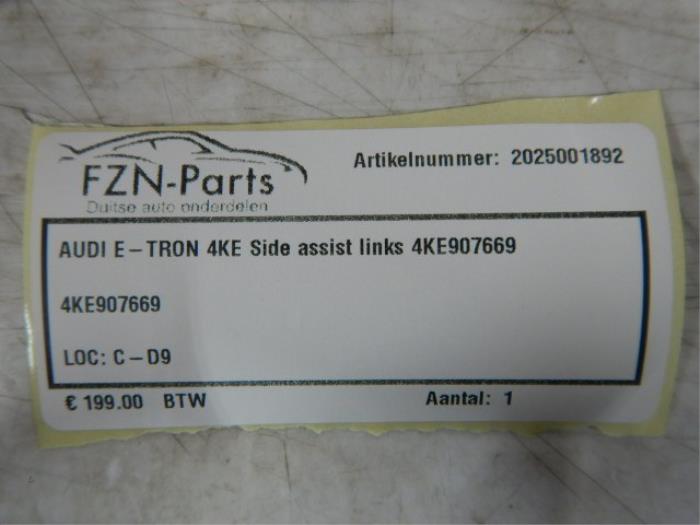 FZN-Parts
Duitse auto onderdelen
Artikelnummer: 2025001892
AUDI E-TRON 4KE Side assist links 4KE907669
4KE907669
LOC: C-D9
€ 199.00 BTW
Aantal: 1